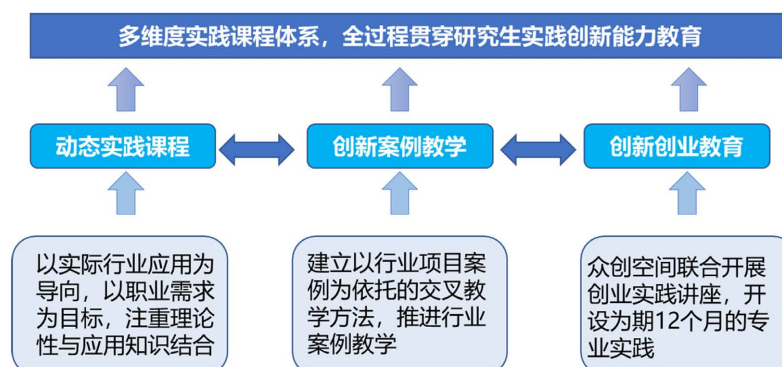 多维度实践课程体系，全过程贯穿研究生实践创新能力教育
动态实践课程
创新案例教学
创新创业教育
以实际行业应用为
导向，以职业需求
为目标，注重理论
性与应用知识结合
建立以行业项目案
例为依托的交叉教
学方法，推进行业
案例教学
众创空间联合开展
创业实践讲座，开
设为期12个月的专
业实践